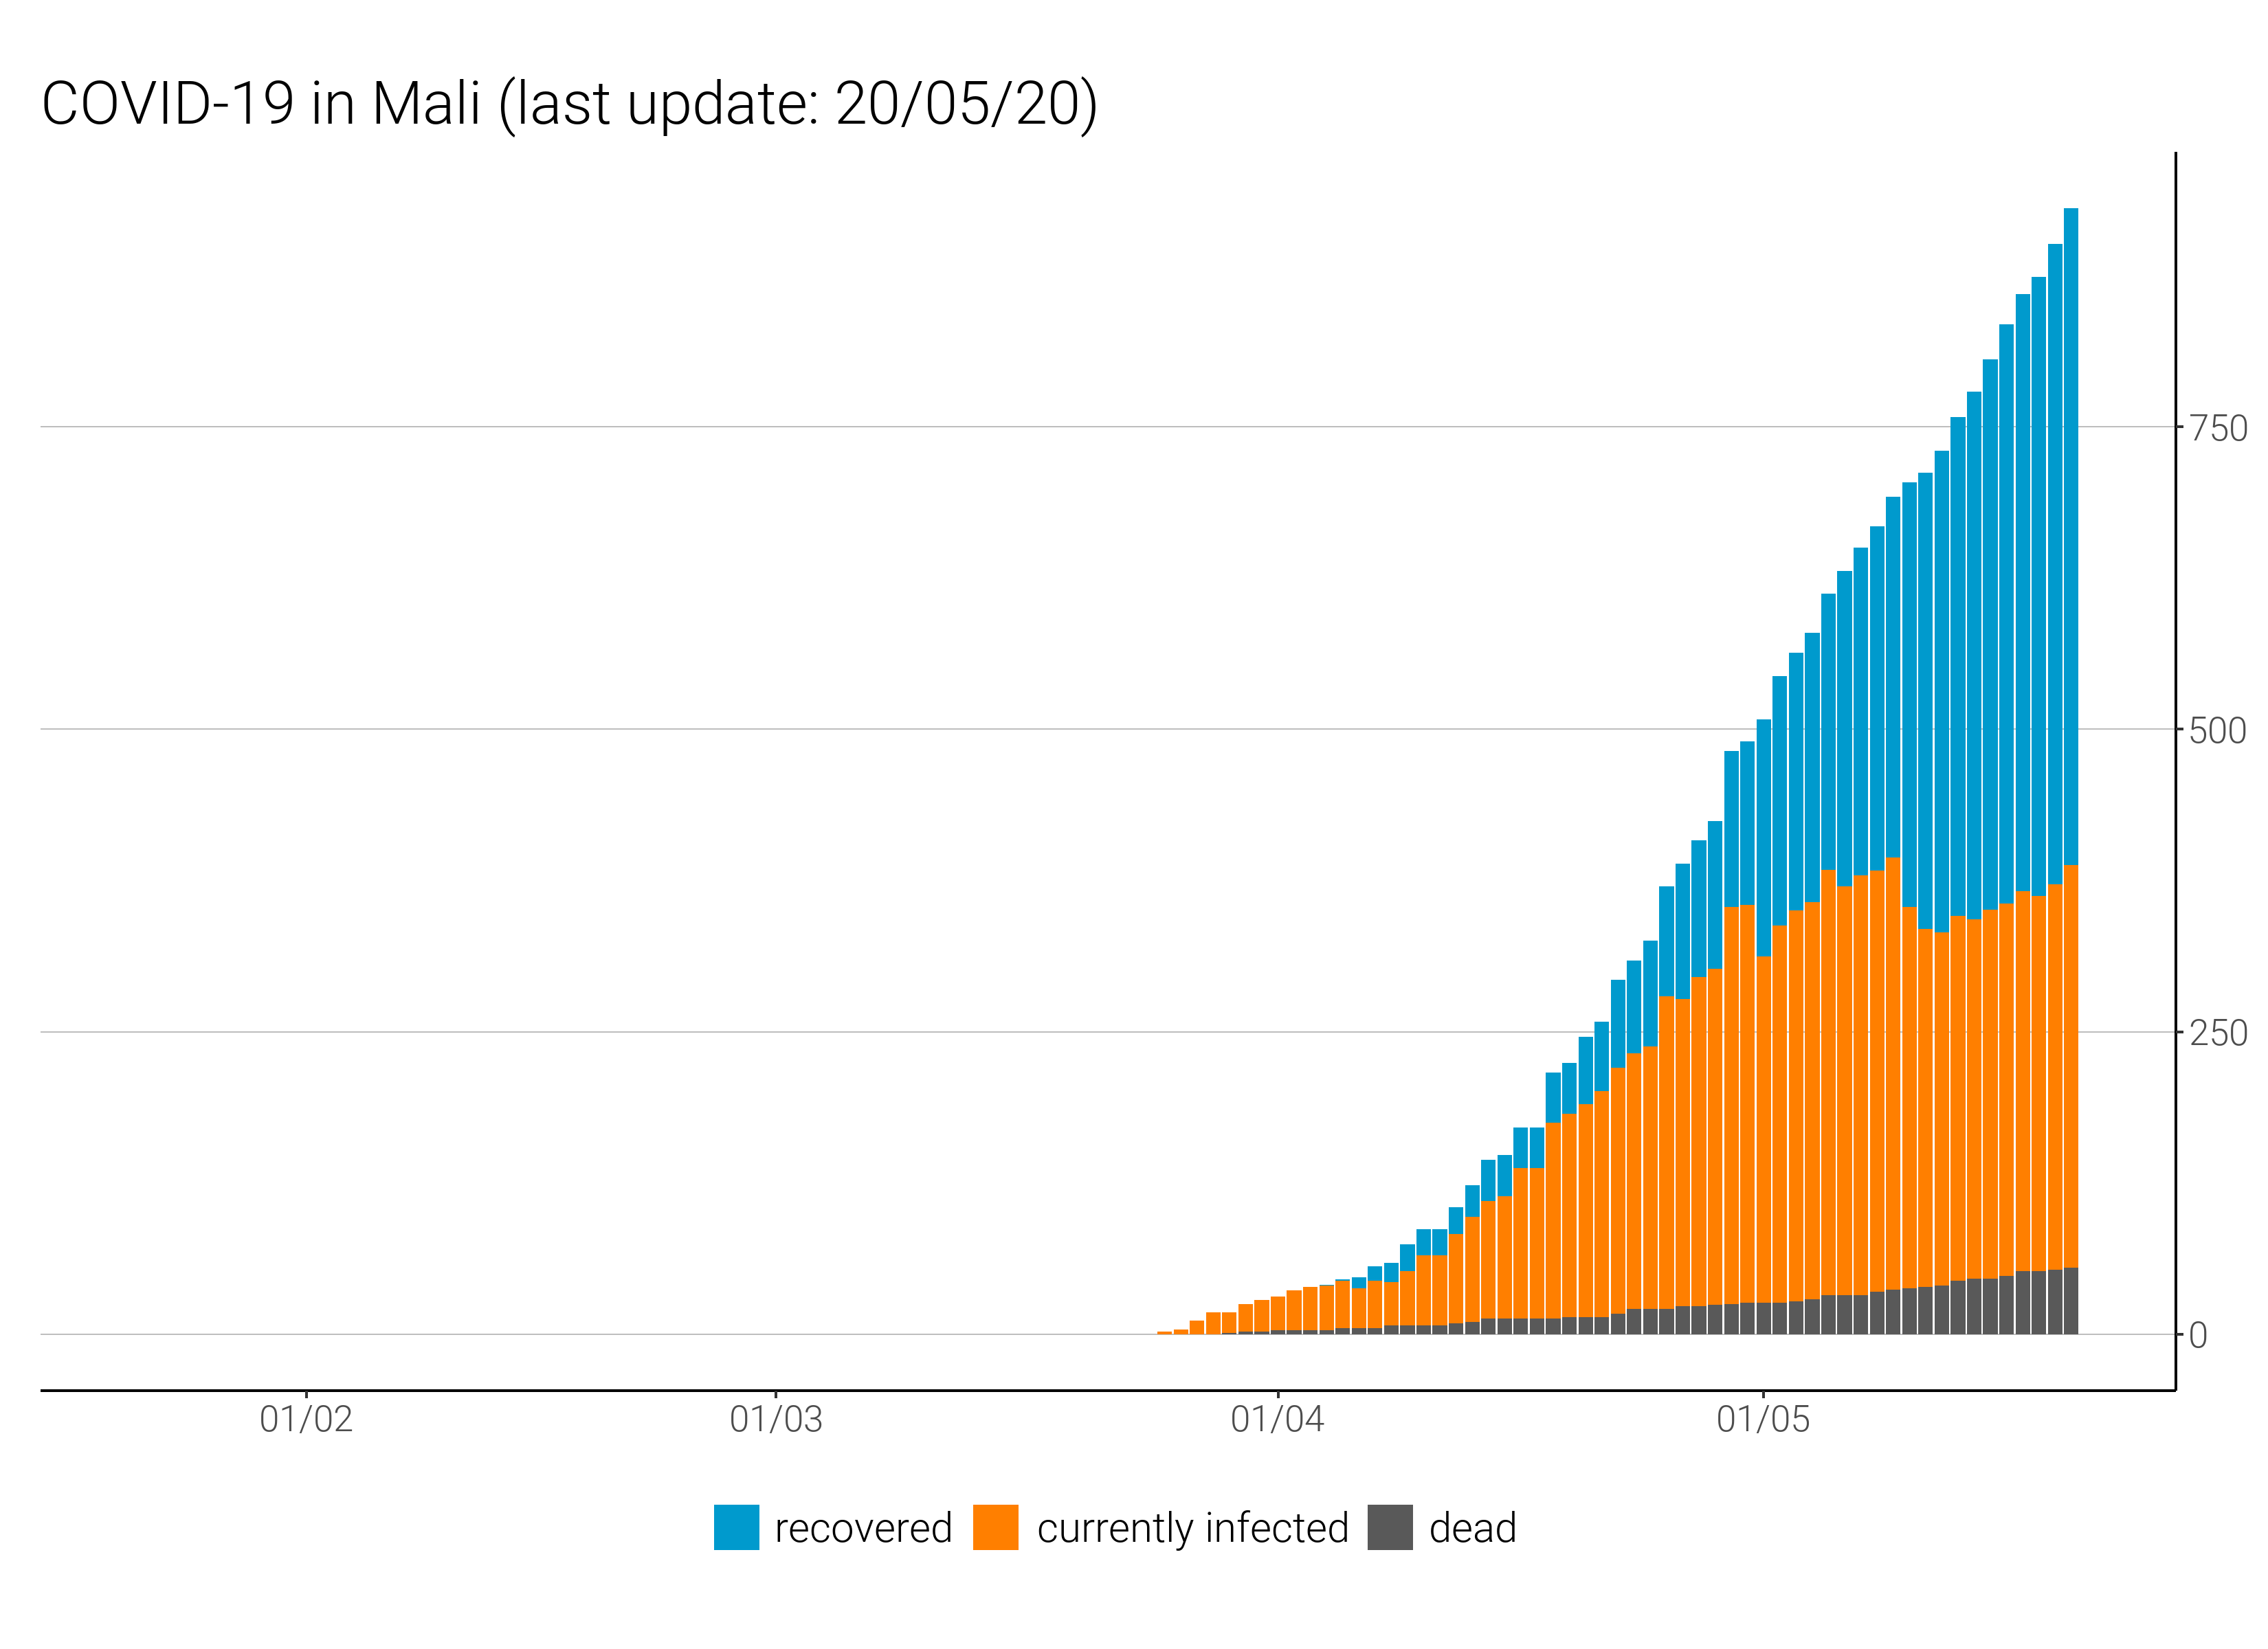 COVID-19 in Mali (last update: 20/05/20)
750
500
250
0
01/02 01/03 01/04 01/05
recovered currently infected dead